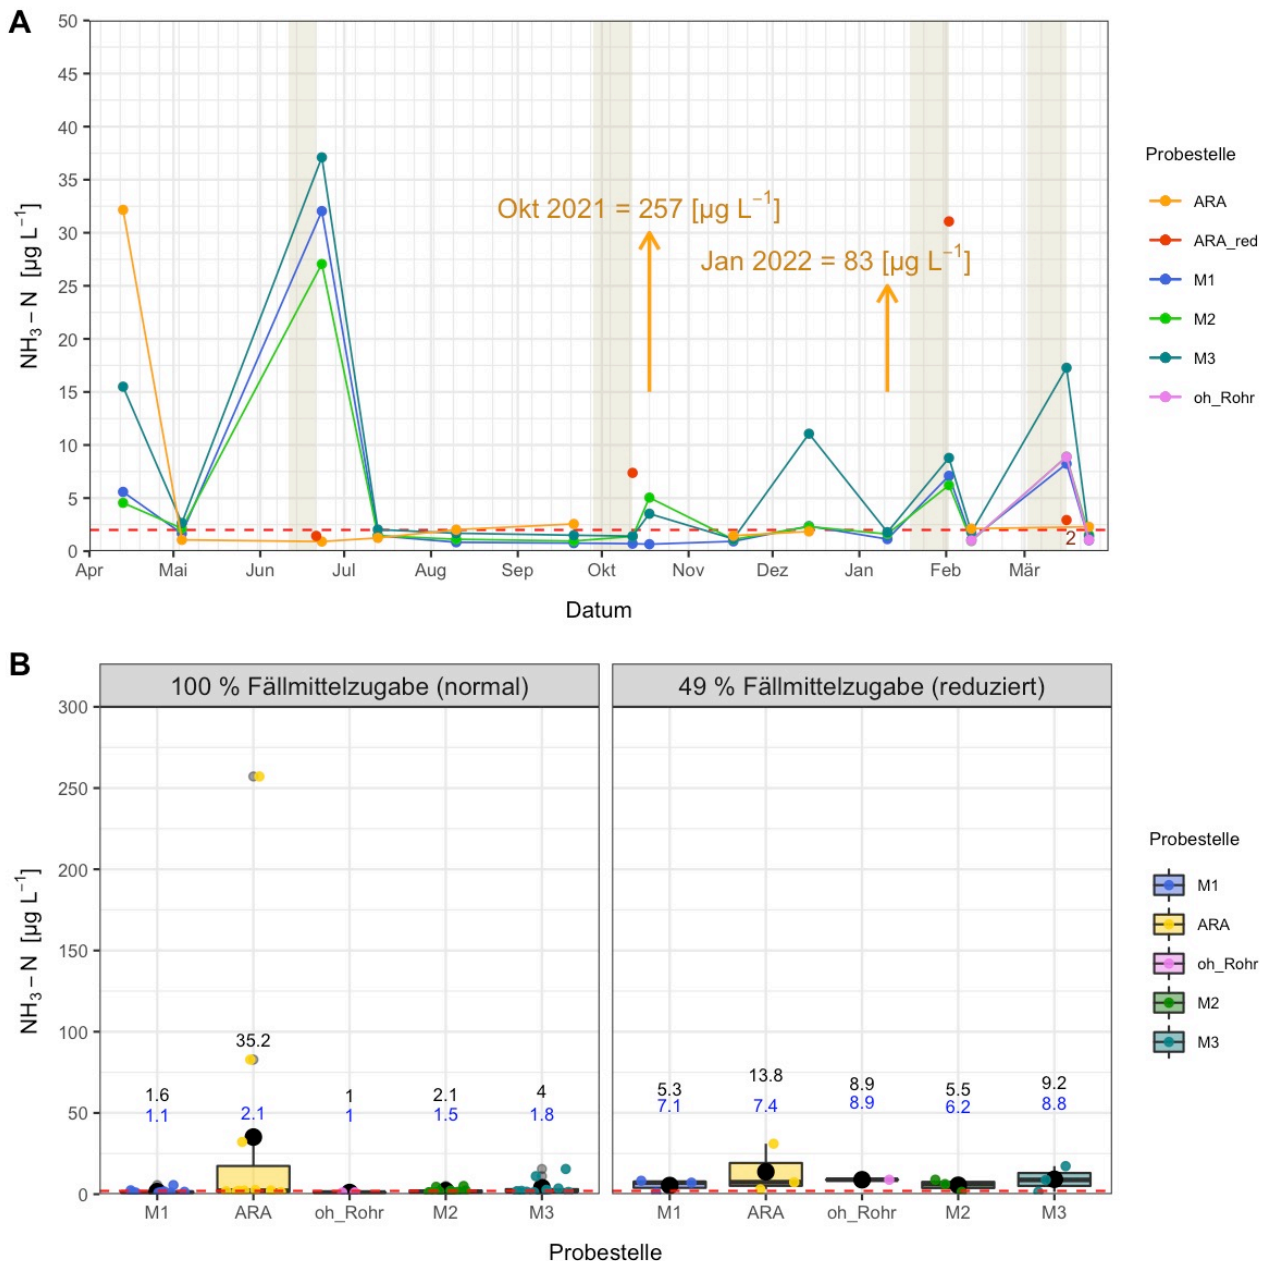 A
50
45
40
35
30
25
20
15
10
5
0
NH₃ − N [µg L⁻¹]
Okt 2021 = 257 [µg L⁻¹]
Jan 2022 = 83 [µg L⁻¹]
2
Apr Mai Jun Jul Aug Sep Okt Nov Dez Jan Feb Mär
Datum
Probestelle
ARA
ARA_red
M1
M2
M3
oh_Rohr
B
100 % Fällmittelzugabe (normal)
49 % Fällmittelzugabe (reduziert)
300
250
200
150
100
50
0
NH₃ − N [µg L⁻¹]
1.6 35.2 1 2.1 4
1.1 2.1 1 1.5 1.8
5.3 13.8 8.9 5.5 9.2
7.1 7.4 8.9 6.2 8.8
M1 ARA oh_Rohr M2 M3
M1 ARA oh_Rohr M2 M3
Probestelle
Probestelle
M1
ARA
oh_Rohr
M2
M3